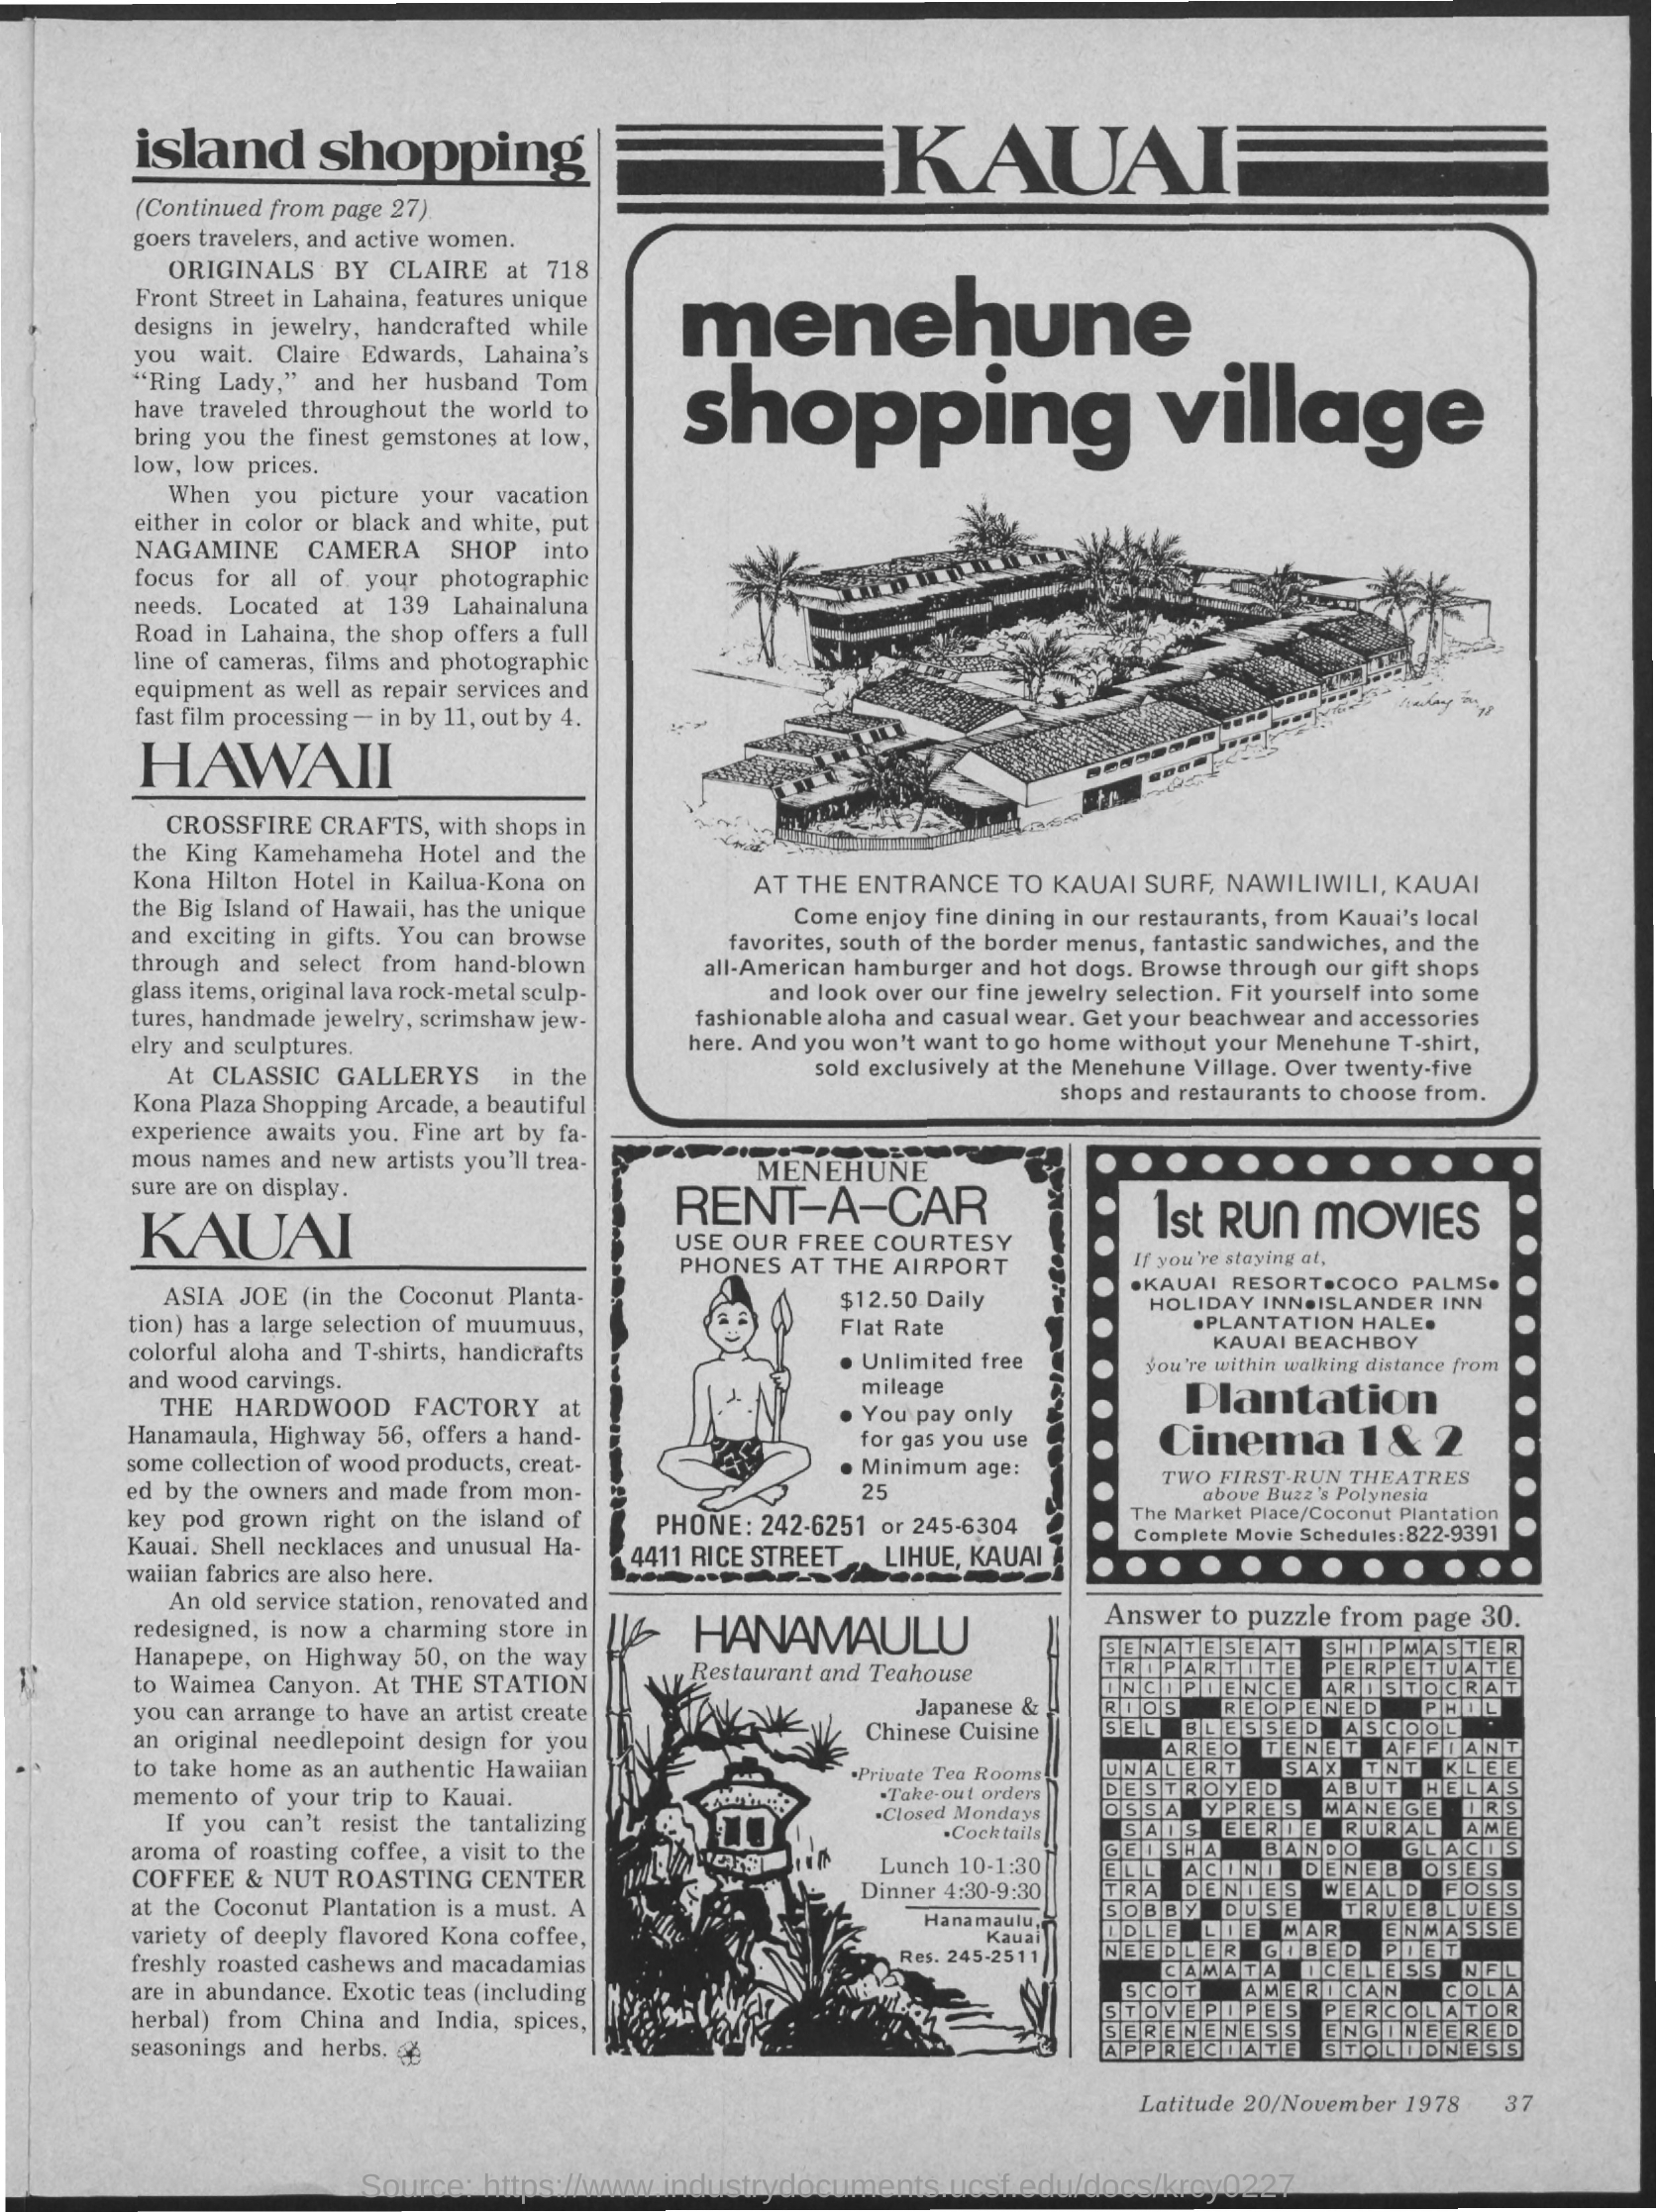 island shopping
(Continued from page 27)
goers travelers, and active women.
ORIGINALS BY CLAIRE at 718
Front Street in Lahaina, features unique
designs in jewelry, handcrafted while
you wait. Claire Edwards, Lahaina's
"Ring Lady," and her husband Tom
have traveled throughout the world to
bring you the finest gemstones at low,
low, low prices.
When you picture your vacation
either in color or black and white, put
NAGAMINE CAMERA SHOP into
focus for all of your photographic
needs. Located at 139 Lahainaluna
Road in Lahaina, the shop offers a full
line of cameras, films and photographic
equipment as well as repair services and
fast film processing — in by 11, out by 4.
HAWAII
CROSSFIRE CRAFTS, with shops in
the King Kamehameha Hotel and the
Kona Hilton Hotel in Kailua-Kona on
the Big Island of Hawaii, has the unique
and exciting in gifts. You can browse
through and select from hand-blown
glass items, original lava rock-metal sculp-
tures, handmade jewelry, scrimshaw jew-
elry and sculptures.
At CLASSIC GALLERYS in the
Kona Plaza Shopping Arcade, a beautiful
experience awaits you. Fine art by fa-
mous names and new artists you'll trea-
sure are on display.
KAUAI
ASIA JOE (in the Coconut Planta-
tion) has a large selection of muumuus,
colorful aloha and T-shirts, handicrafts
and wood carvings.
THE HARDWOOD FACTORY at
Hanamaula, Highway 56, offers a hand-
some collection of wood products, creat-
ed by the owners and made from mon-
key pod grown right on the island of
Kauai. Shell necklaces and unusual Ha-
waiian fabrics are also here.
An old service station, renovated and
redesigned, is now a charming store in
Hanapepe, on Highway 50, on the way
to Waimea Canyon. At THE STATION
you can arrange to have an artist create
an original needlepoint design for you
to take home as an authentic Hawaiian
memento of your trip to Kauai.
If you can't resist the tantalizing
aroma of roasting coffee, a visit to the
COFFEE & NUT ROASTING CENTER
at the Coconut Plantation is a must. A
variety of deeply flavored Kona coffee,
freshly roasted cashews and macadamias
are in abundance. Exotic teas (including
herbal) from China and India, spices,
seasonings and herbs.
KAUAI
menehune
shopping village
AT THE ENTRANCE TO KAUAI SURF, NAWILIWILI, KAUAI
Come enjoy fine dining in our restaurants, from Kauai's local
favorites, south of the border menus, fantastic sandwiches, and the
all-American hamburger and hot dogs. Browse through our gift shops
and look over our fine jewelry selection. Fit yourself into some
fashionable aloha and casual wear. Get your beachwear and accessories
here. And you won't want to go home without your Menehune T-shirt,
sold exclusively at the Menehune Village. Over twenty-five
shops and restaurants to choose from.
MENEHUNE
RENT-A-CAR
USE OUR FREE COURTESY
PHONES AT THE AIRPORT
$12.50 Daily
Flat Rate
• Unlimited free
mileage
• You pay only
for gas you use
• Minimum age:
25
PHONE: 242-6251 or 245-6304
4411 RICE STREET LIHUE, KAUAI
1st RUN MOVIES
If you're staying at,
•KAUAI RESORT•COCO PALMS•
HOLIDAY INN•ISLANDER INN
•PLANTATION HALE•
KAUAI BEACHBOY
you're within walking distance from
Plantation
Cinema 1 & 2
TWO FIRST-RUN THEATRES
above Buzz's Polynesia
The Market Place/Coconut Plantation
Complete Movie Schedules:822-9391
HANAMAULU
Restaurant and Teahouse
Japanese &
Chinese Cuisine
•Private Tea Rooms
•Take-out orders
•Closed Mondays
•Cocktails
Lunch 10-1:30
Dinner 4:30-9:30
Hanamaulu,
Kauai
Res. 245-2511
Answer to puzzle from page 30.
SENATESEAT SHIPMASTER
TRIPARTITE PERPETUATE
INCIPIENCE ARISTOCRAT
RIOS REOPENED PHIL
SEL BLESSED ASCOOL
AREO TENET AFFIANT
UNALERT SAX TNT KLEE
DESTROYED ABUT HELAS
OSSA YPRES MANEGE IRS
SAIS EERIE RURAL AME
GEISHA BANDO GLACIS
ELL ACINI DENEB OSES
TRA DENIES WEALD FOSS
SOBBY DUSE TRUEBLUES
IDLE LIE MAR ENMASSE
NEEDLER GIBED PIET
CAMATA ICELESS NFL
SCOT AMERICAN COLA
STOVEPIPES PERCOLATOR
SERENENESS ENGINEERED
APPRECIATE STOLIDNESS
Latitude 20/November 1978 37
Source: https://www.industrydocuments.ucsf.edu/docs/krcy0227